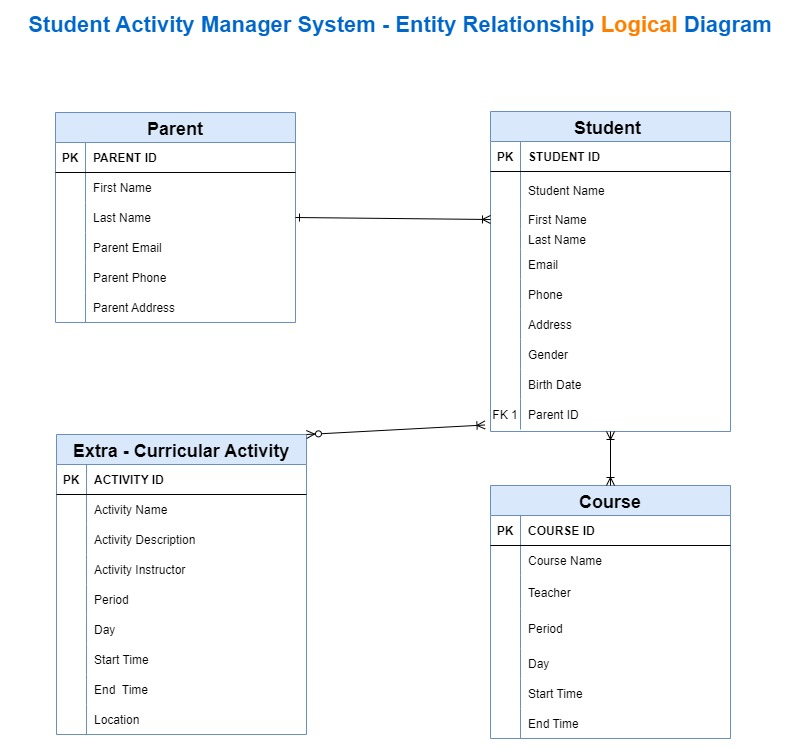 Student Activity Manager System - Entity Relationship Logical Diagram
Parent
PK PARENT ID
First Name
Last Name
Parent Email
Parent Phone
Parent Address
Student
PK STUDENT ID
Student Name
First Name
Last Name
Email
Phone
Address
Gender
Birth Date
FK 1 Parent ID
Extra - Curricular Activity
PK ACTIVITY ID
Activity Name
Activity Description
Activity Instructor
Period
Day
Start Time
End  Time
Location
Course
PK COURSE ID
Course Name
Teacher
Period
Day
Start Time
End Time